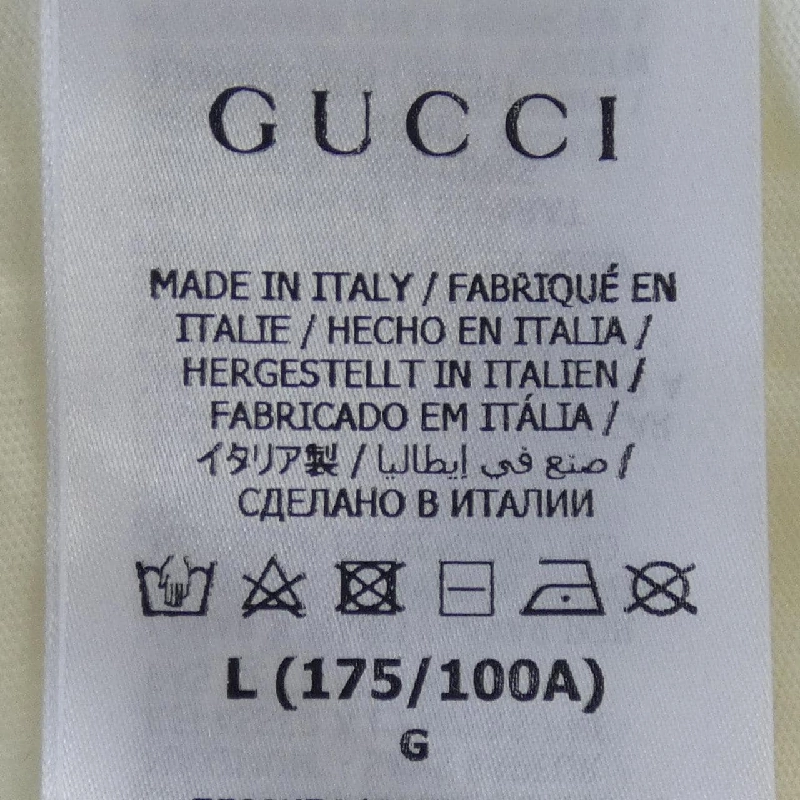 GUCCI
MADE IN ITALY / FABRIQUÉ EN
ITALIE / HECHO EN ITALIA /
HERGESTELLT IN ITALIEN /
FABRICADO EM ITÁLIA /
イタリア製 / صنع في إيطاليا /
СДЕЛАНО В ИТАЛИИ
L (175/100A)
G